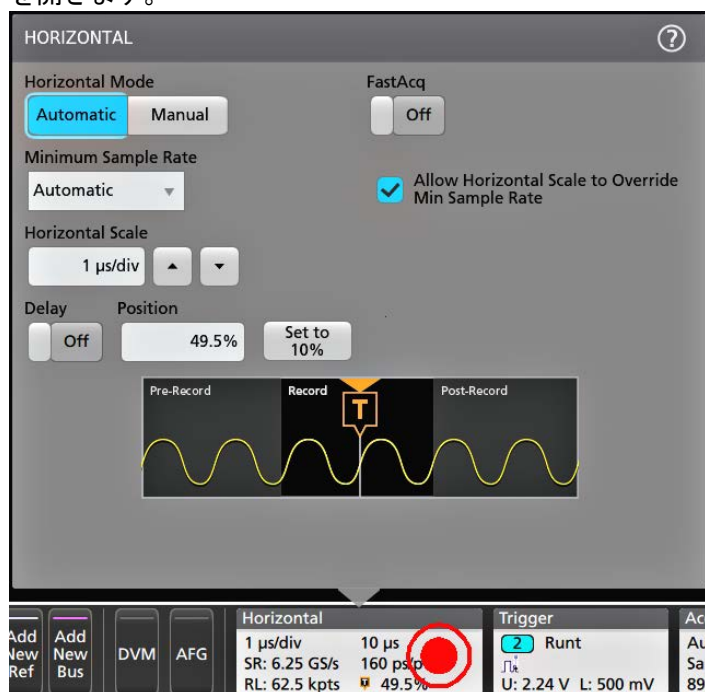 を開きます。
HORIZONTAL ?
Horizontal Mode
Automatic Manual
FastAcq
Off
Minimum Sample Rate
Automatic
Allow Horizontal Scale to Override
Min Sample Rate
Horizontal Scale
1 µs/div
Delay Position
Off 49.5% Set to
10%
Pre-Record Record Post-Record
T
Add
New
Ref
Add
New
Bus
DVM
AFG
Horizontal
1 µs/div 10 µs
SR: 6.25 GS/s 160
RL: 62.5 kpts 49.5%
Trigger
2 Runt
U: 2.24 V L: 500 mV